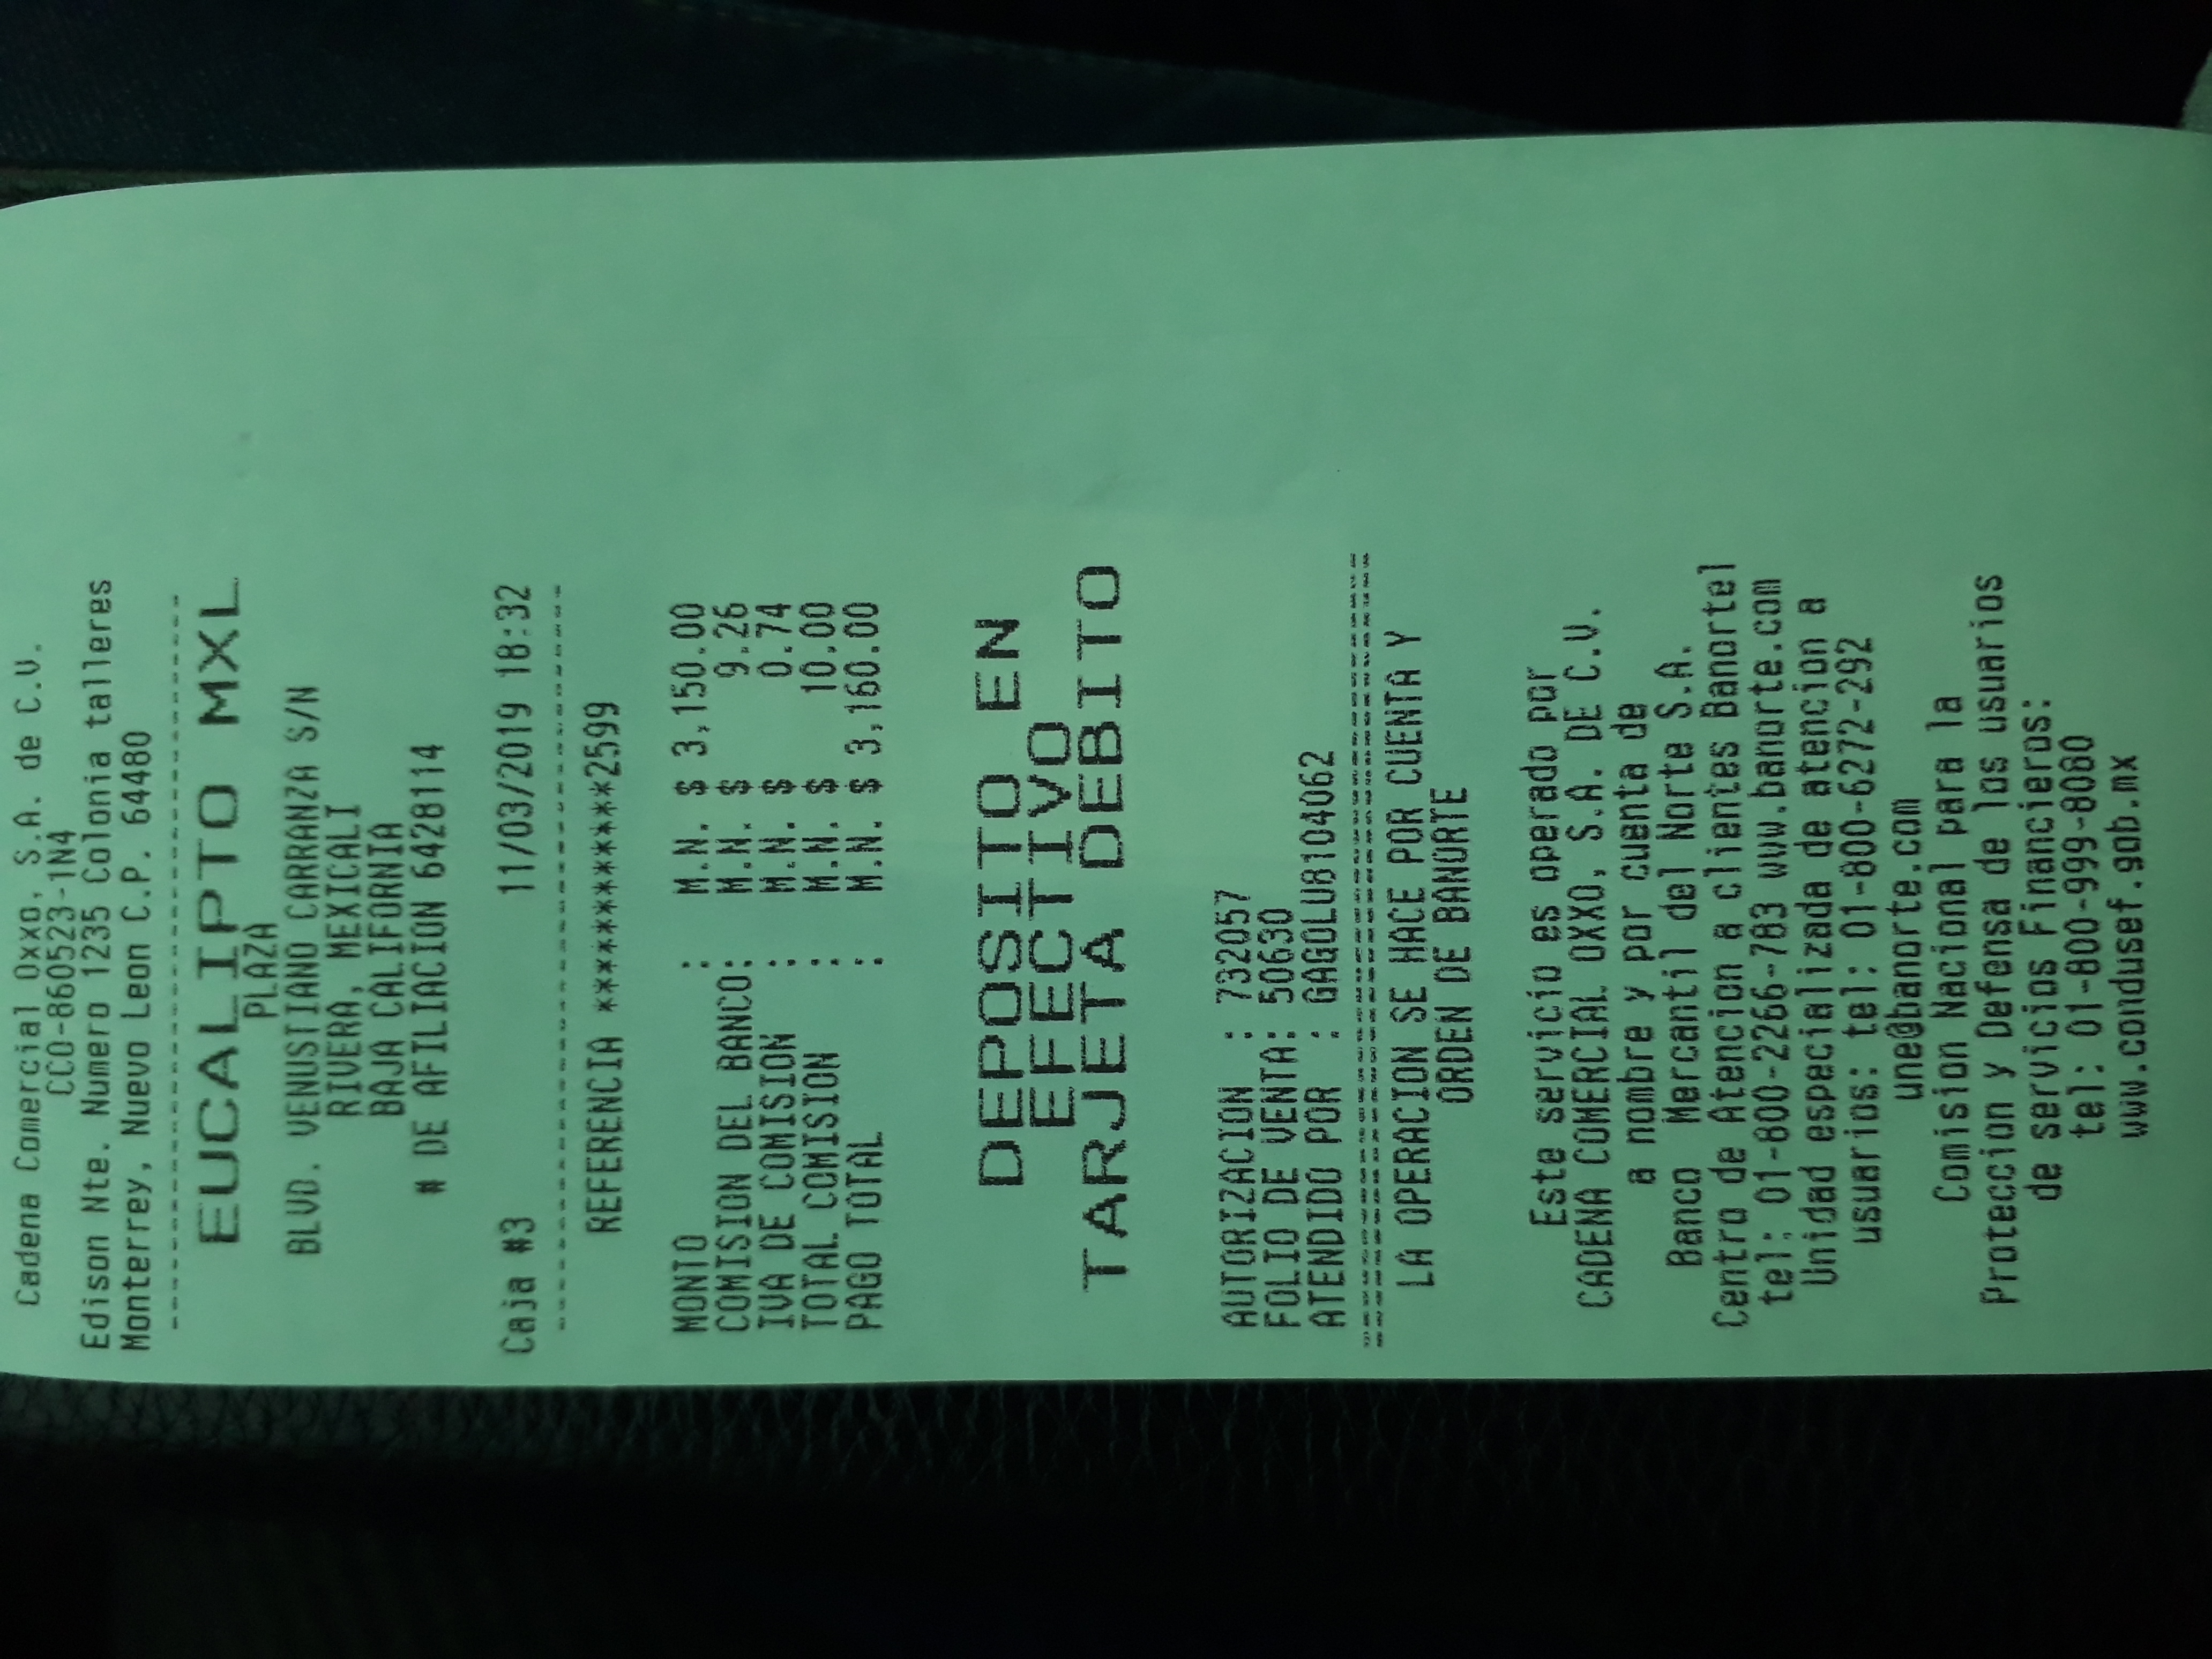 Cadena Comercial Oxxo, S.A. de C.V.
CCO-860523-1N4
Edison Nte. Numero 1235 Colonia talleres
Monterrey, Nuevo Leon C.P. 64480
----------------------------------------
EUCALIPTO MXL
PLAZA
BLVD. VENUSTIANO CARRANZA S/N
RIVERA, MEXICALI
BAJA CALIFORNIA
# DE AFILIACION 6428114
Caja #3 11/03/2019 18:32
----------------------------------------
REFERENCIA ************2599
MONTO : M.N. $ 3,150.00
COMISION DEL BANCO: M.N. $ 9.26
IVA DE COMISION : M.N. $ 0.74
TOTAL COMISION : M.N. $ 10.00
PAGO TOTAL : M.N. $ 3,160.00
DEPOSITO EN
EFECTIVO
TARJETA DEBITO
AUTORIZACION : 732057
FOLIO DE VENTA: 50630
ATENDIDO POR : GAGOLU8104062
========================================
LA OPERACION SE HACE POR CUENTA Y
ORDEN DE BANORTE
Este servicio es operado por
CADENA COMERCIAL OXXO, S.A. DE C.V.
a nombre y por cuenta de
Banco Mercantil del Norte S.A.
Centro de Atencion a clientes Banortel
tel: 01-800-2266-783 www.banorte.com
Unidad especializada de atencion a
usuarios: tel: 01-800-6272-292
une@banorte.com
Comision Nacional para la
Proteccion y Defensa de los usuarios
de servicios Financieros:
tel: 01-800-999-8080
www.condusef.gob.mx